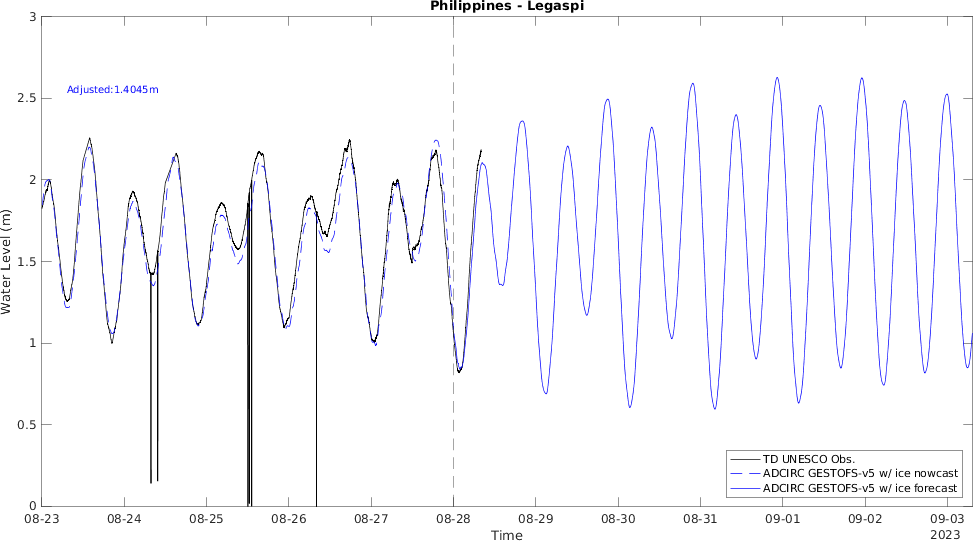 Philippines - Legaspi
3
Adjusted:1.4045m
2.5
2
1.5
1
0.5
0
Water Level (m)
TD UNESCO Obs.
ADCIRC GESTOFS-v5 w/ ice nowcast
ADCIRC GESTOFS-v5 w/ ice forecast
08-23 08-24 08-25 08-26 08-27 08-28 08-29 08-30 08-31 09-01 09-02 09-03
Time
2023